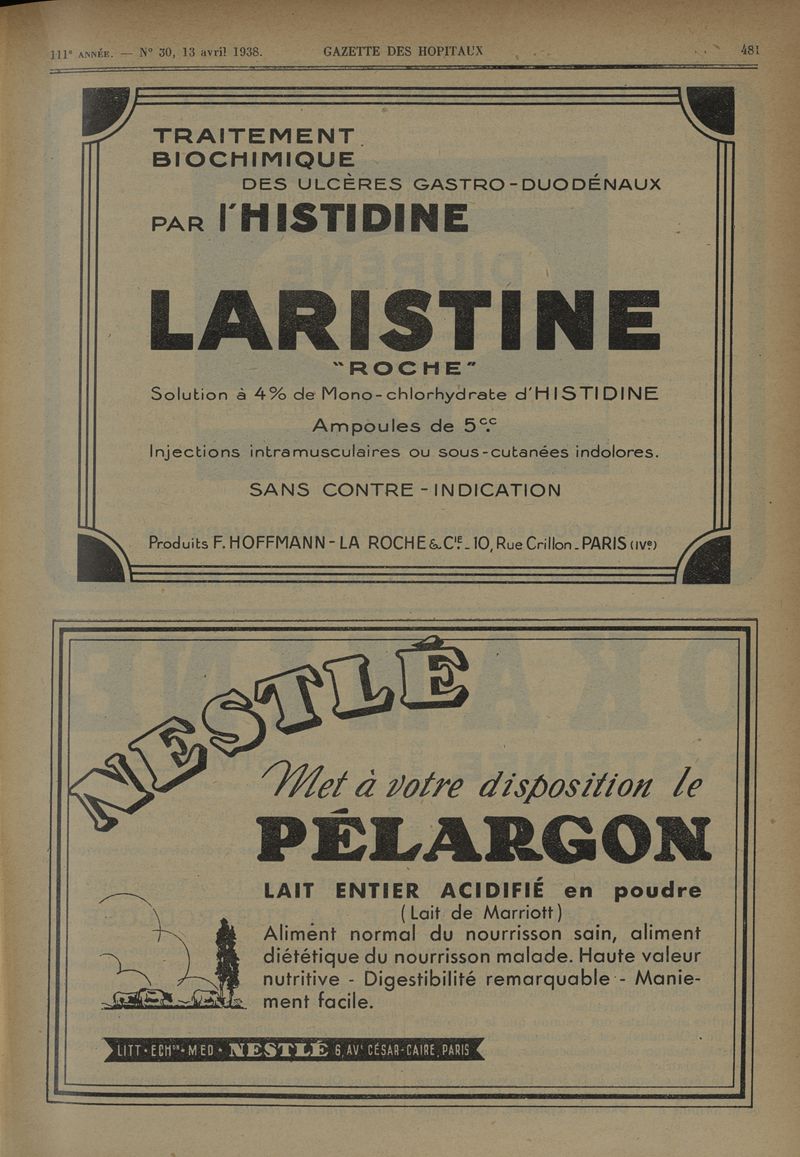 111e ANNÉE. — No 30, 13 avril 1938. GAZETTE DES HOPITAUX 481
TRAITEMENT
BIOCHIMIQUE
DES ULCÈRES GASTRO-DUODÉNAUX
PAR l'HISTIDINE
LARISTINE
"ROCHE"
Solution à 4% de Mono-chlorhydrate d'HISTIDINE
Ampoules de 5cc.
Injections intramusculaires ou sous-cutanées indolores.
SANS CONTRE-INDICATION
Produits F. HOFFMANN-LA ROCHE & CIE. 10, Rue Crillon. PARIS (IVe)
NESTLÉ
Met à votre disposition le
PÉLARGON
LAIT ENTIER ACIDIFIÉ en poudre
(Lait de Marriott)
Aliment normal du nourrisson sain, aliment
diététique du nourrisson malade. Haute valeur
nutritive - Digestibilité remarquable - Manie-
ment facile.
LITT. ECHon. MED. NESTLÉ 6, AVe CÉSAR-CAIRE, PARIS